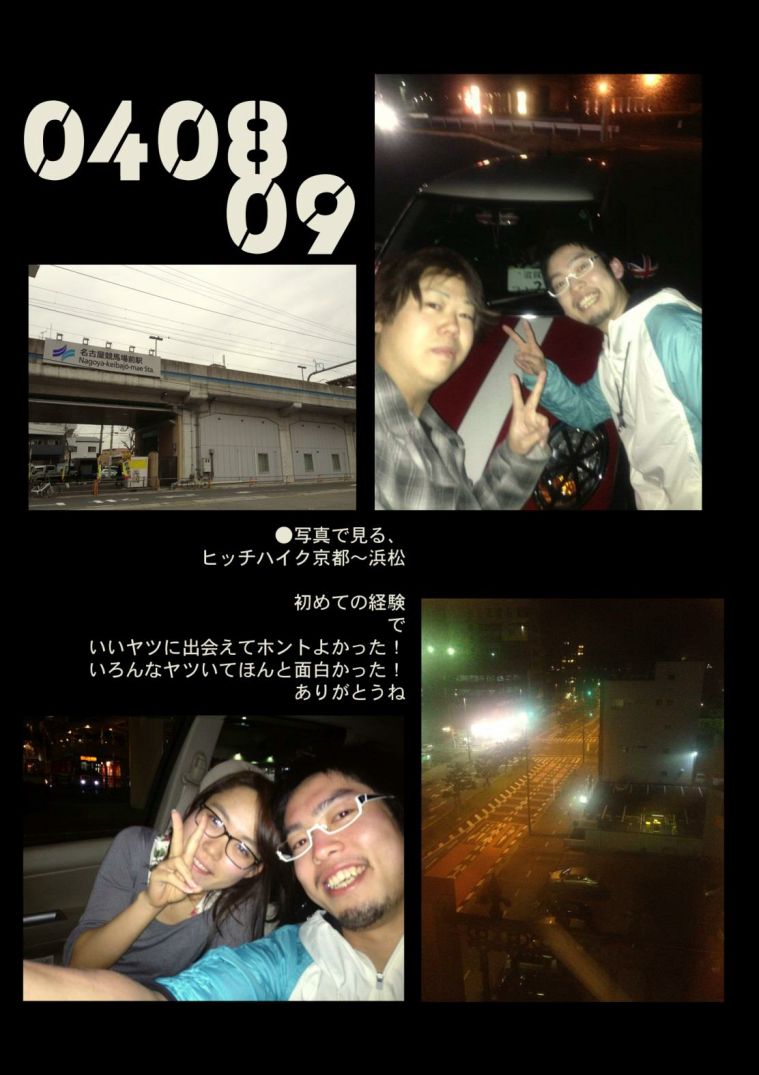 0408
09
名古屋競馬場前駅
Nagoya-keibajo-mae Sta.
●写真で見る、
ヒッチハイク京都〜浜松
初めての経験
で
いいヤツに出会えてホントよかった！
いろんなヤツいてほんと面白かった！
ありがとうね